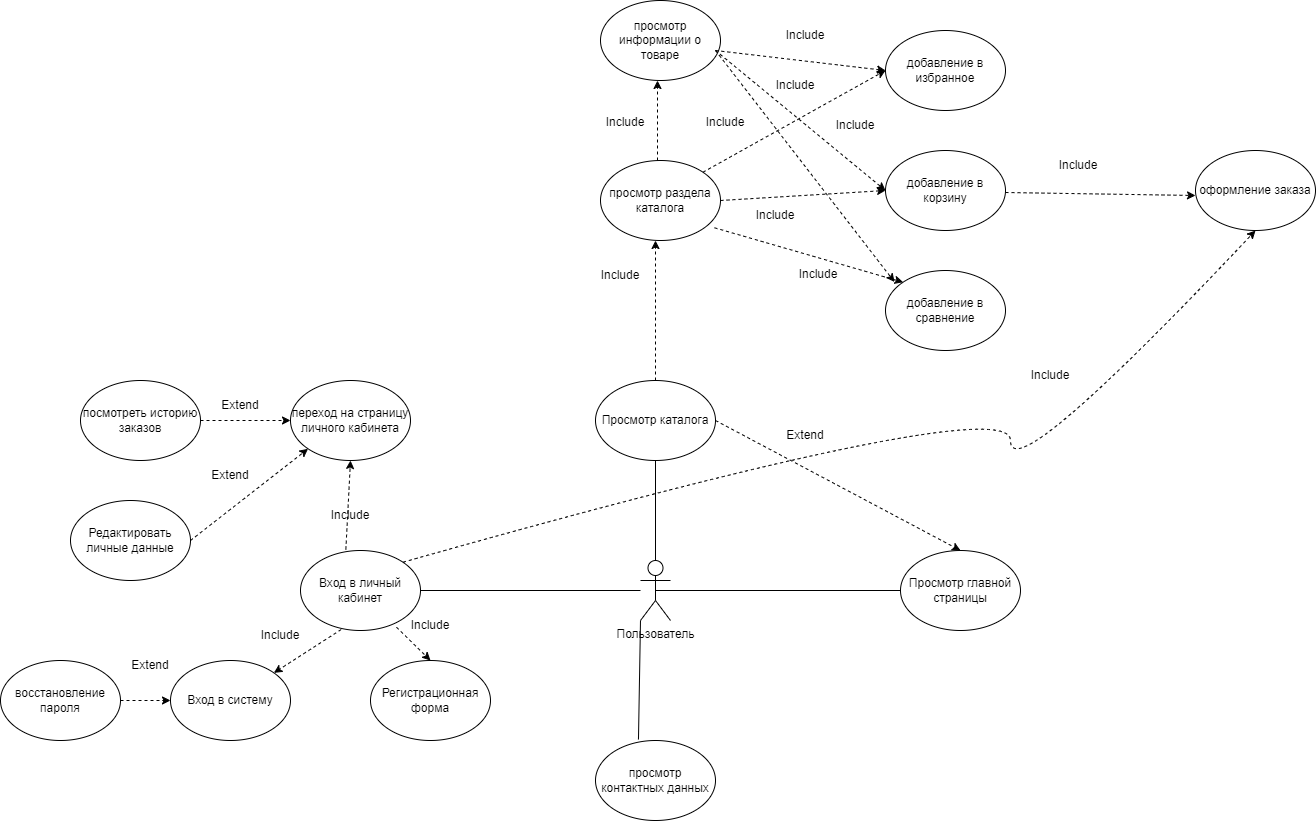 просмотр
информации о
товаре
Include
добавление в
избранное
Include
Include
Include
Include
просмотр раздела
каталога
добавление в
корзину
Include
оформление заказа
Include
Include
Include
добавление в
сравнение
Include
посмотреть историю
заказов
Extend
переход на страницу
личного кабинета
Просмотр каталога
Extend
Extend
Include
Редактировать
личные данные
Вход в личный
кабинет
Просмотр главной
страницы
Include
Include
Пользователь
Extend
восстановление
пароля
Вход в систему
Регистрационная
форма
просмотр
контактных данных